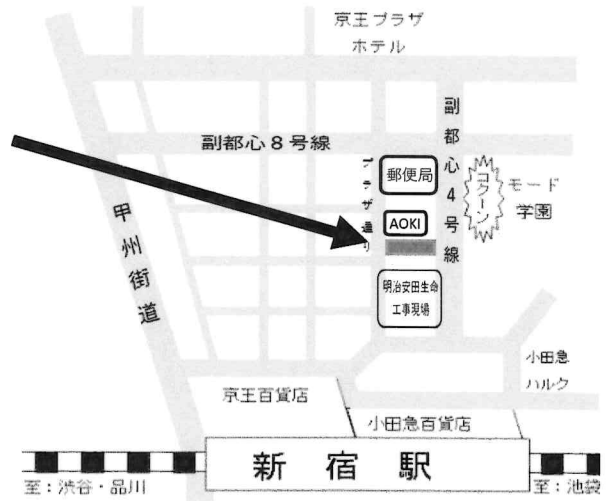 京王プラザ
ホテル
副都心８号線
副都心４号線
プラザ通り
郵便局
コクーン
モード
学園
AOKI
甲州街道
明治安田生命
工事現場
小田急
ハルク
京王百貨店
小田急百貨店
新宿駅
至：渋谷・品川
至：池袋